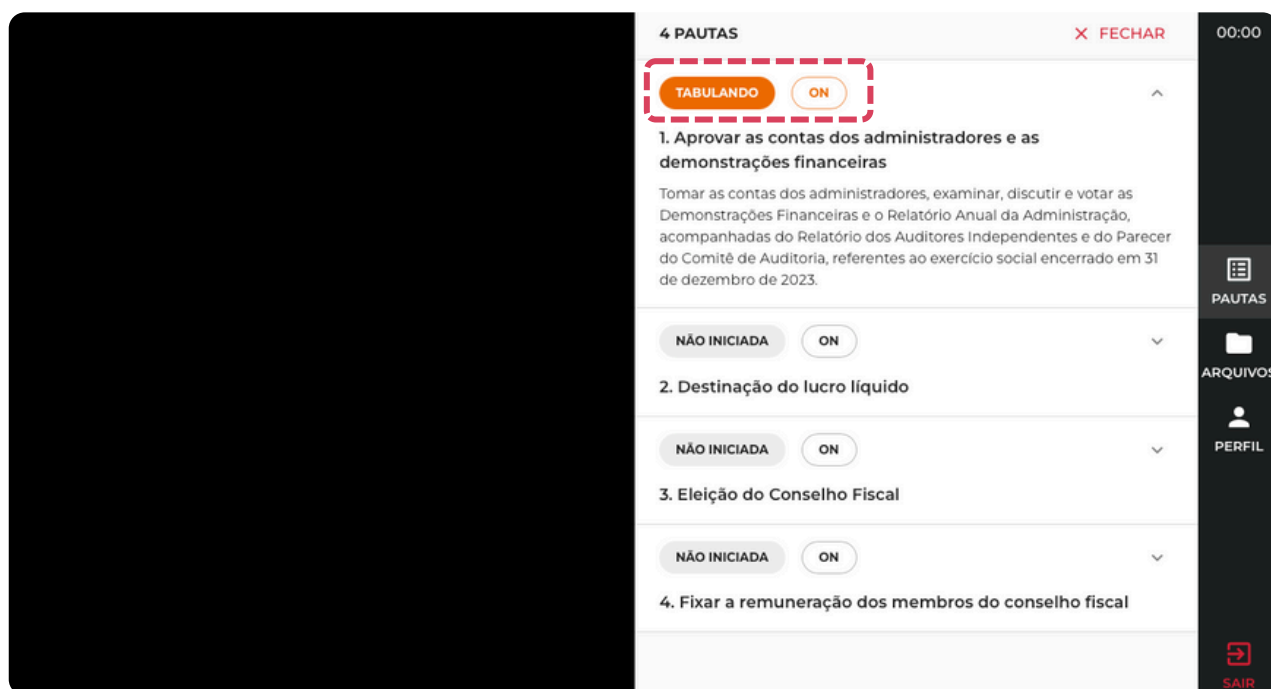 4 PAUTAS
FECHAR
00:00
TABULANDO
ON
1. Aprovar as contas dos administradores e as
demonstrações financeiras
Tomar as contas dos administradores, examinar, discutir e votar as
Demonstrações Financeiras e o Relatório Anual da Administração,
acompanhadas do Relatório dos Auditores Independentes e do Parecer
do Comitê de Auditoria, referentes ao exercício social encerrado em 31
de dezembro de 2023.
NÃO INICIADA
ON
2. Destinação do lucro líquido
NÃO INICIADA
ON
3. Eleição do Conselho Fiscal
NÃO INICIADA
ON
4. Fixar a remuneração dos membros do conselho fiscal
PAUTAS
ARQUIVOS
PERFIL
SAIR